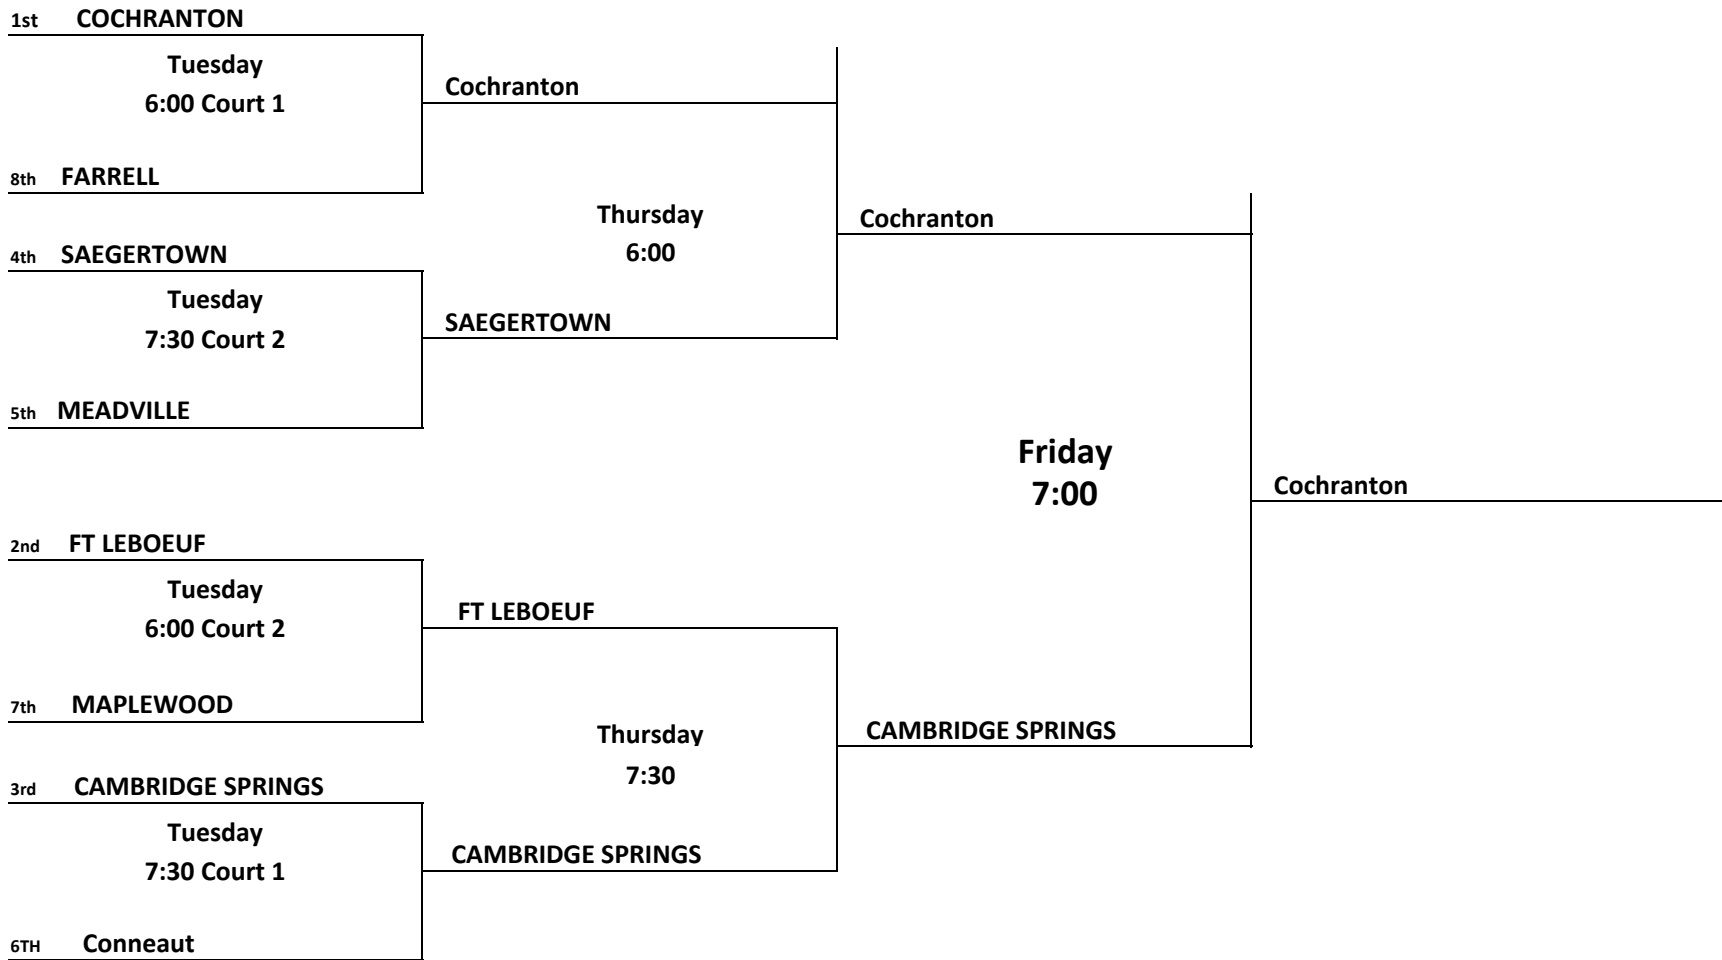 1st COCHRANTON
Tuesday
6:00 Court 1
Cochranton
8th FARRELL
Thursday
6:00
Cochranton
4th SAEGERTOWN
Tuesday
7:30 Court 2
SAEGERTOWN
5th MEADVILLE
Friday
7:00
Cochranton
2nd FT LEBOEUF
Tuesday
6:00 Court 2
FT LEBOEUF
7th MAPLEWOOD
Thursday
7:30
CAMBRIDGE SPRINGS
3rd CAMBRIDGE SPRINGS
Tuesday
7:30 Court 1
CAMBRIDGE SPRINGS
6TH Conneaut